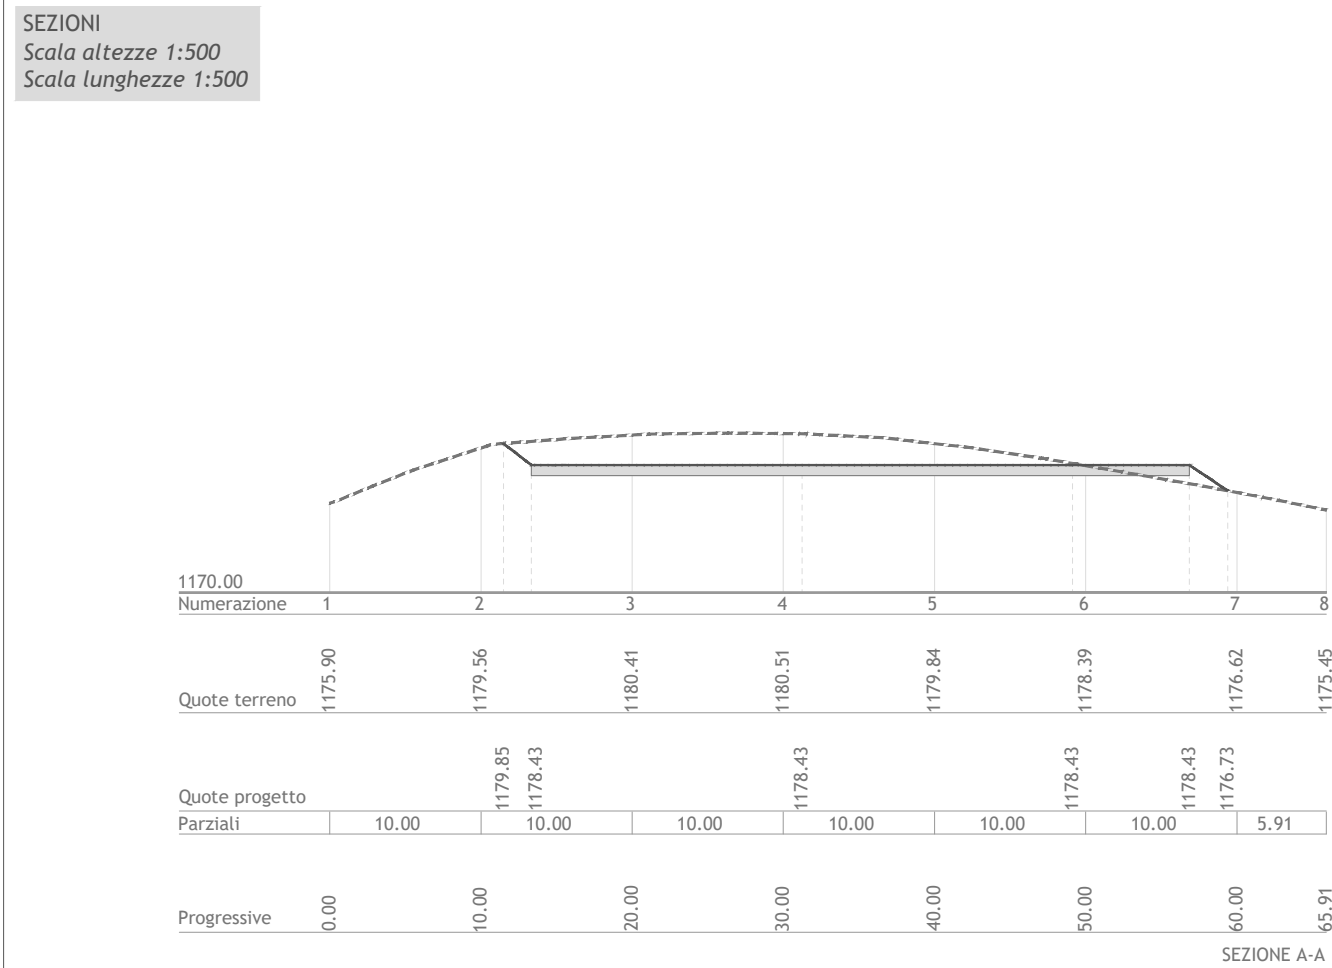 SEZIONI
Scala altezze 1:500
Scala lunghezze 1:500
1170.00
Numerazione 1 2 3 4 5 6 7 8
Quote terreno 1175.90 1179.56 1180.41 1180.51 1179.84 1178.39 1176.62 1175.45
Quote progetto 1179.85 1178.43 1178.43 1178.43 1178.43 1176.73
Parziali 10.00 10.00 10.00 10.00 10.00 10.00 5.91
Progressive 0.00 10.00 20.00 30.00 40.00 50.00 60.00 65.91
SEZIONE A-A